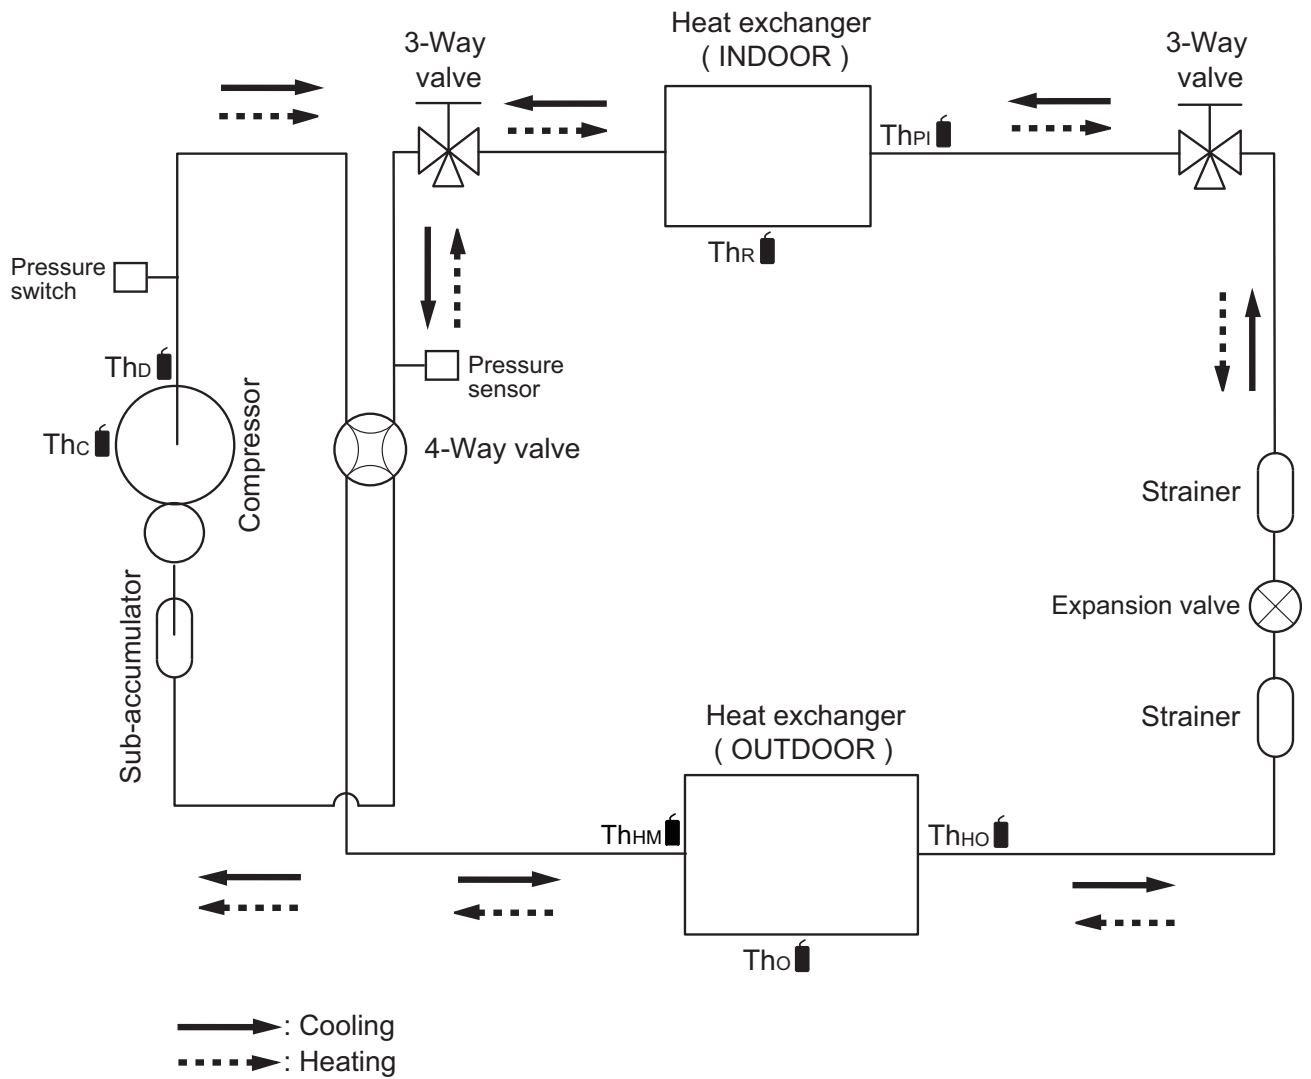 Heat exchanger
( INDOOR )
3-Way
valve
3-Way
valve
ThPI
ThR
Pressure
switch
ThD
Pressure
sensor
ThC
Compressor
4-Way valve
Strainer
Sub-accumulator
Expansion valve
Heat exchanger
( OUTDOOR )
Strainer
ThHM
ThHO
ThO
: Cooling
: Heating